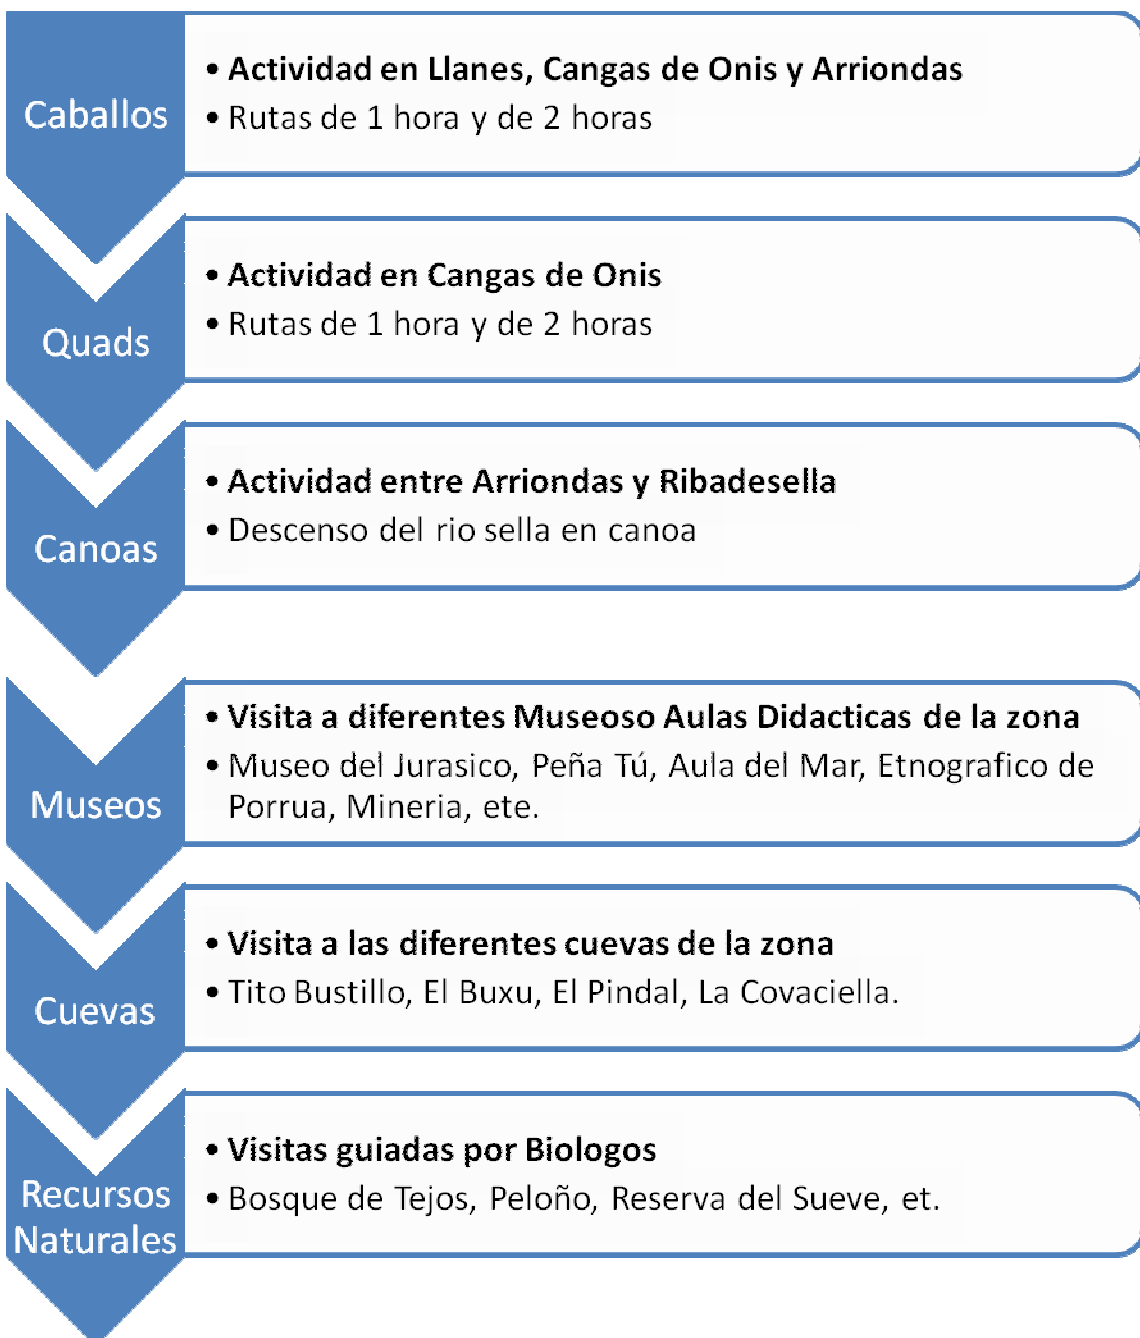 Caballos
• Actividad en Llanes, Cangas de Onis y Arriondas
• Rutas de 1 hora y de 2 horas
Quads
• Actividad en Cangas de Onis
• Rutas de 1 hora y de 2 horas
Canoas
• Actividad entre Arriondas y Ribadesella
• Descenso del rio sella en canoa
Museos
• Visita a diferentes Museoso Aulas Didacticas de la zona
• Museo del Jurasico, Peña Tú, Aula del Mar, Etnografico de
Porrua, Mineria, ete.
Cuevas
• Visita a las diferentes cuevas de la zona
• Tito Bustillo, El Buxu, El Pindal, La Covaciella.
Recursos
Naturales
• Visitas guiadas por Biologos
• Bosque de Tejos, Peloño, Reserva del Sueve, et.